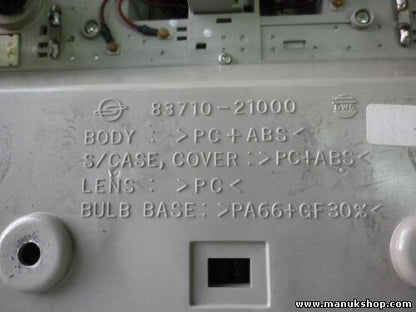 83710-21000
BODY : >PC+ABS<
S/CASE, COVER : >PC+ABS<
LENS : >PC<
BULB BASE : >PA66+GF30%<
www.manukshop.com